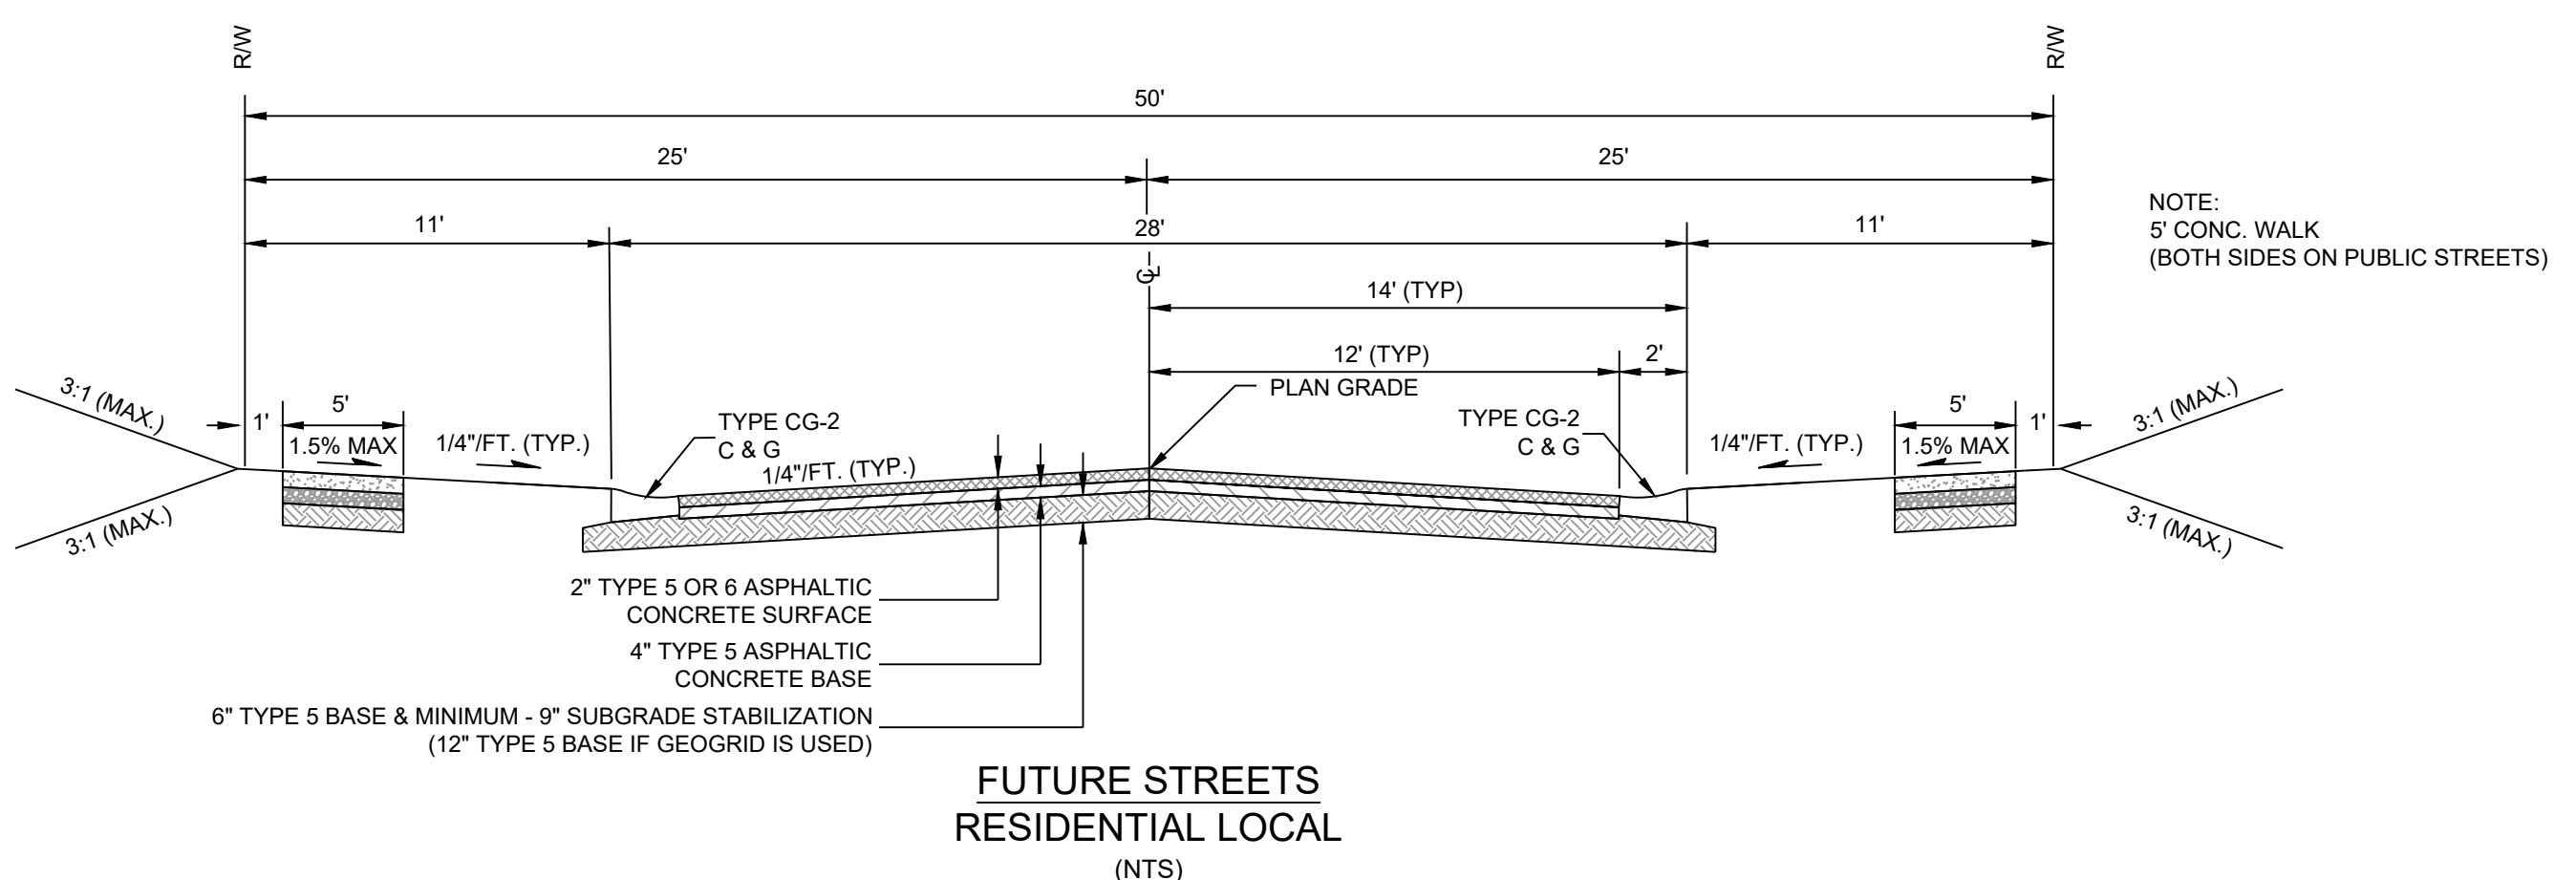 R/W
R/W
50'
25'
25'
11'
28'
11'
NOTE:
5' CONC. WALK
(BOTH SIDES ON PUBLIC STREETS)
CL
14' (TYP)
12' (TYP)
2'
PLAN GRADE
3:1 (MAX.)
1'
5'
1.5% MAX
1/4"/FT. (TYP.)
TYPE CG-2
C & G
1/4"/FT. (TYP.)
TYPE CG-2
C & G
1/4"/FT. (TYP.)
5'
1.5% MAX
1'
3:1 (MAX.)
3:1 (MAX.)
3:1 (MAX.)
2" TYPE 5 OR 6 ASPHALTIC
CONCRETE SURFACE
4" TYPE 5 ASPHALTIC
CONCRETE BASE
6" TYPE 5 BASE & MINIMUM - 9" SUBGRADE STABILIZATION
(12" TYPE 5 BASE IF GEOGRID IS USED)
FUTURE STREETS
RESIDENTIAL LOCAL
(NTS)